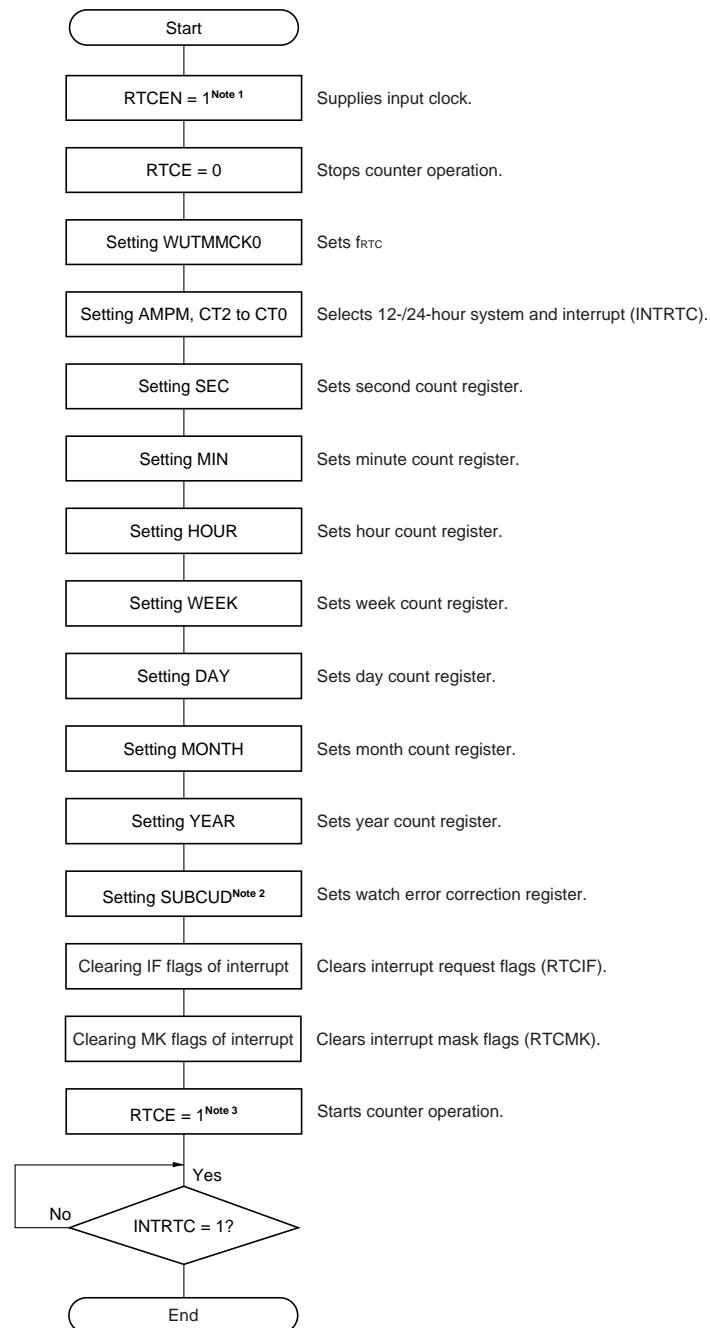 Start
RTCEN = 1Note 1 Supplies input clock.
RTCE = 0 Stops counter operation.
Setting WUTMMCK0 Sets fRTC
Setting AMPM, CT2 to CT0 Selects 12-/24-hour system and interrupt (INTRTC).
Setting SEC Sets second count register.
Setting MIN Sets minute count register.
Setting HOUR Sets hour count register.
Setting WEEK Sets week count register.
Setting DAY Sets day count register.
Setting MONTH Sets month count register.
Setting YEAR Sets year count register.
Setting SUBCUDNote 2 Sets watch error correction register.
Clearing IF flags of interrupt Clears interrupt request flags (RTCIF).
Clearing MK flags of interrupt Clears interrupt mask flags (RTCMK).
RTCE = 1Note 3 Starts counter operation.
Yes
No INTRTC = 1?
End